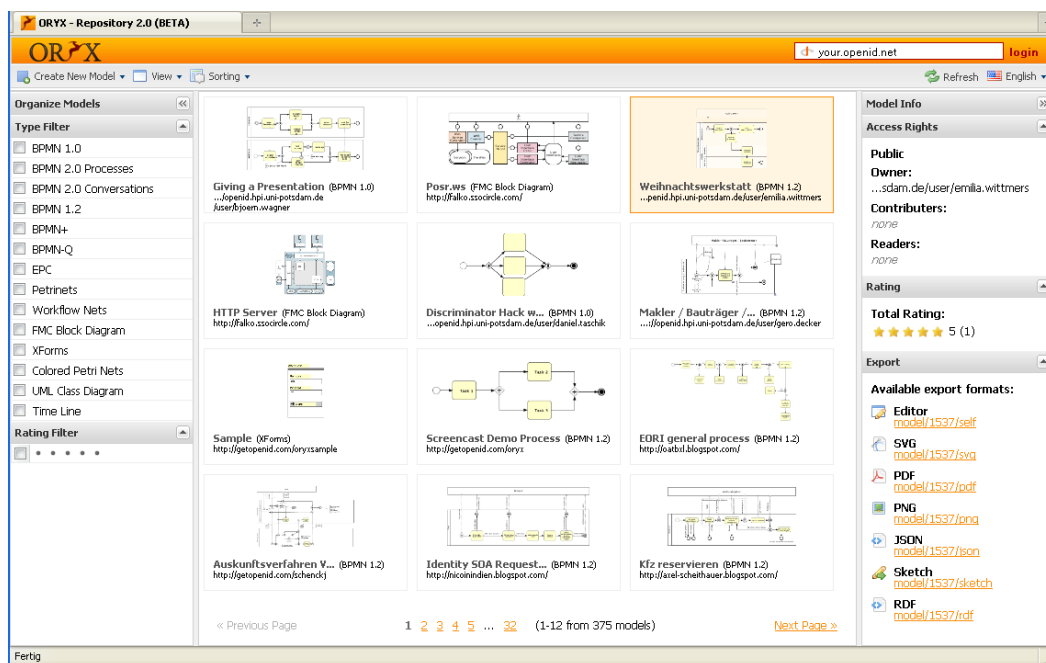 ORYX - Repository 2.0 (BETA)
ORYX
your.openid.net login
Create New Model View Sorting Refresh English
Organize Models
Type Filter
BPMN 1.0
BPMN 2.0 Processes
BPMN 2.0 Conversations
BPMN 1.2
BPMN+
BPMN-Q
EPC
Petrinets
Workflow Nets
FMC Block Diagram
XForms
Colored Petri Nets
UML Class Diagram
Time Line
Rating Filter
Giving a Presentation (BPMN 1.0)
.../openid.hpi.uni-potsdam.de
/user/bjoern.wagner
Posr.ws (FMC Block Diagram)
http://falko.ssocircle.com/
Weihnachtswerkstatt (BPMN 1.2)
...penid.hpi.uni-potsdam.de/user/emilia.wittmers
HTTP Server (FMC Block Diagram)
http://falko.ssocircle.com/
Discriminator Hack w... (BPMN 1.0)
...openid.hpi.uni-potsdam.de/user/daniel.taschik
Makler / Bauträger /... (BPMN 1.2)
...://openid.hpi.uni-potsdam.de/user/gero.decker
Sample (XForms)
http://getopenid.com/oryxsample
Task 1
Task 2
Task 3
Screencast Demo Process (BPMN 1.2)
http://getopenid.com/oryx
EORI general process (BPMN 1.2)
http://oatbxl.blogspot.com/
Auskunftsverfahren V... (BPMN 1.2)
http://getopenid.com/schenckj
Identity SOA Request... (BPMN 1.2)
http://nicoinindien.blogspot.com/
Kfz reservieren (BPMN 1.2)
http://axel-scheithauer.blogspot.com/
« Previous Page 1 2 3 4 5 ... 32 (1-12 from 375 models) Next Page »
Model Info
Access Rights
Public
Owner:
...sdam.de/user/emilia.wittmers
Contributers:
none
Readers:
none
Rating
Total Rating:
5 (1)
Export
Available export formats:
Editor
model/1537/self
SVG
model/1537/svg
PDF
model/1537/pdf
PNG
model/1537/png
JSON
model/1537/json
Sketch
model/1537/sketch
RDF
model/1537/rdf
Fertig